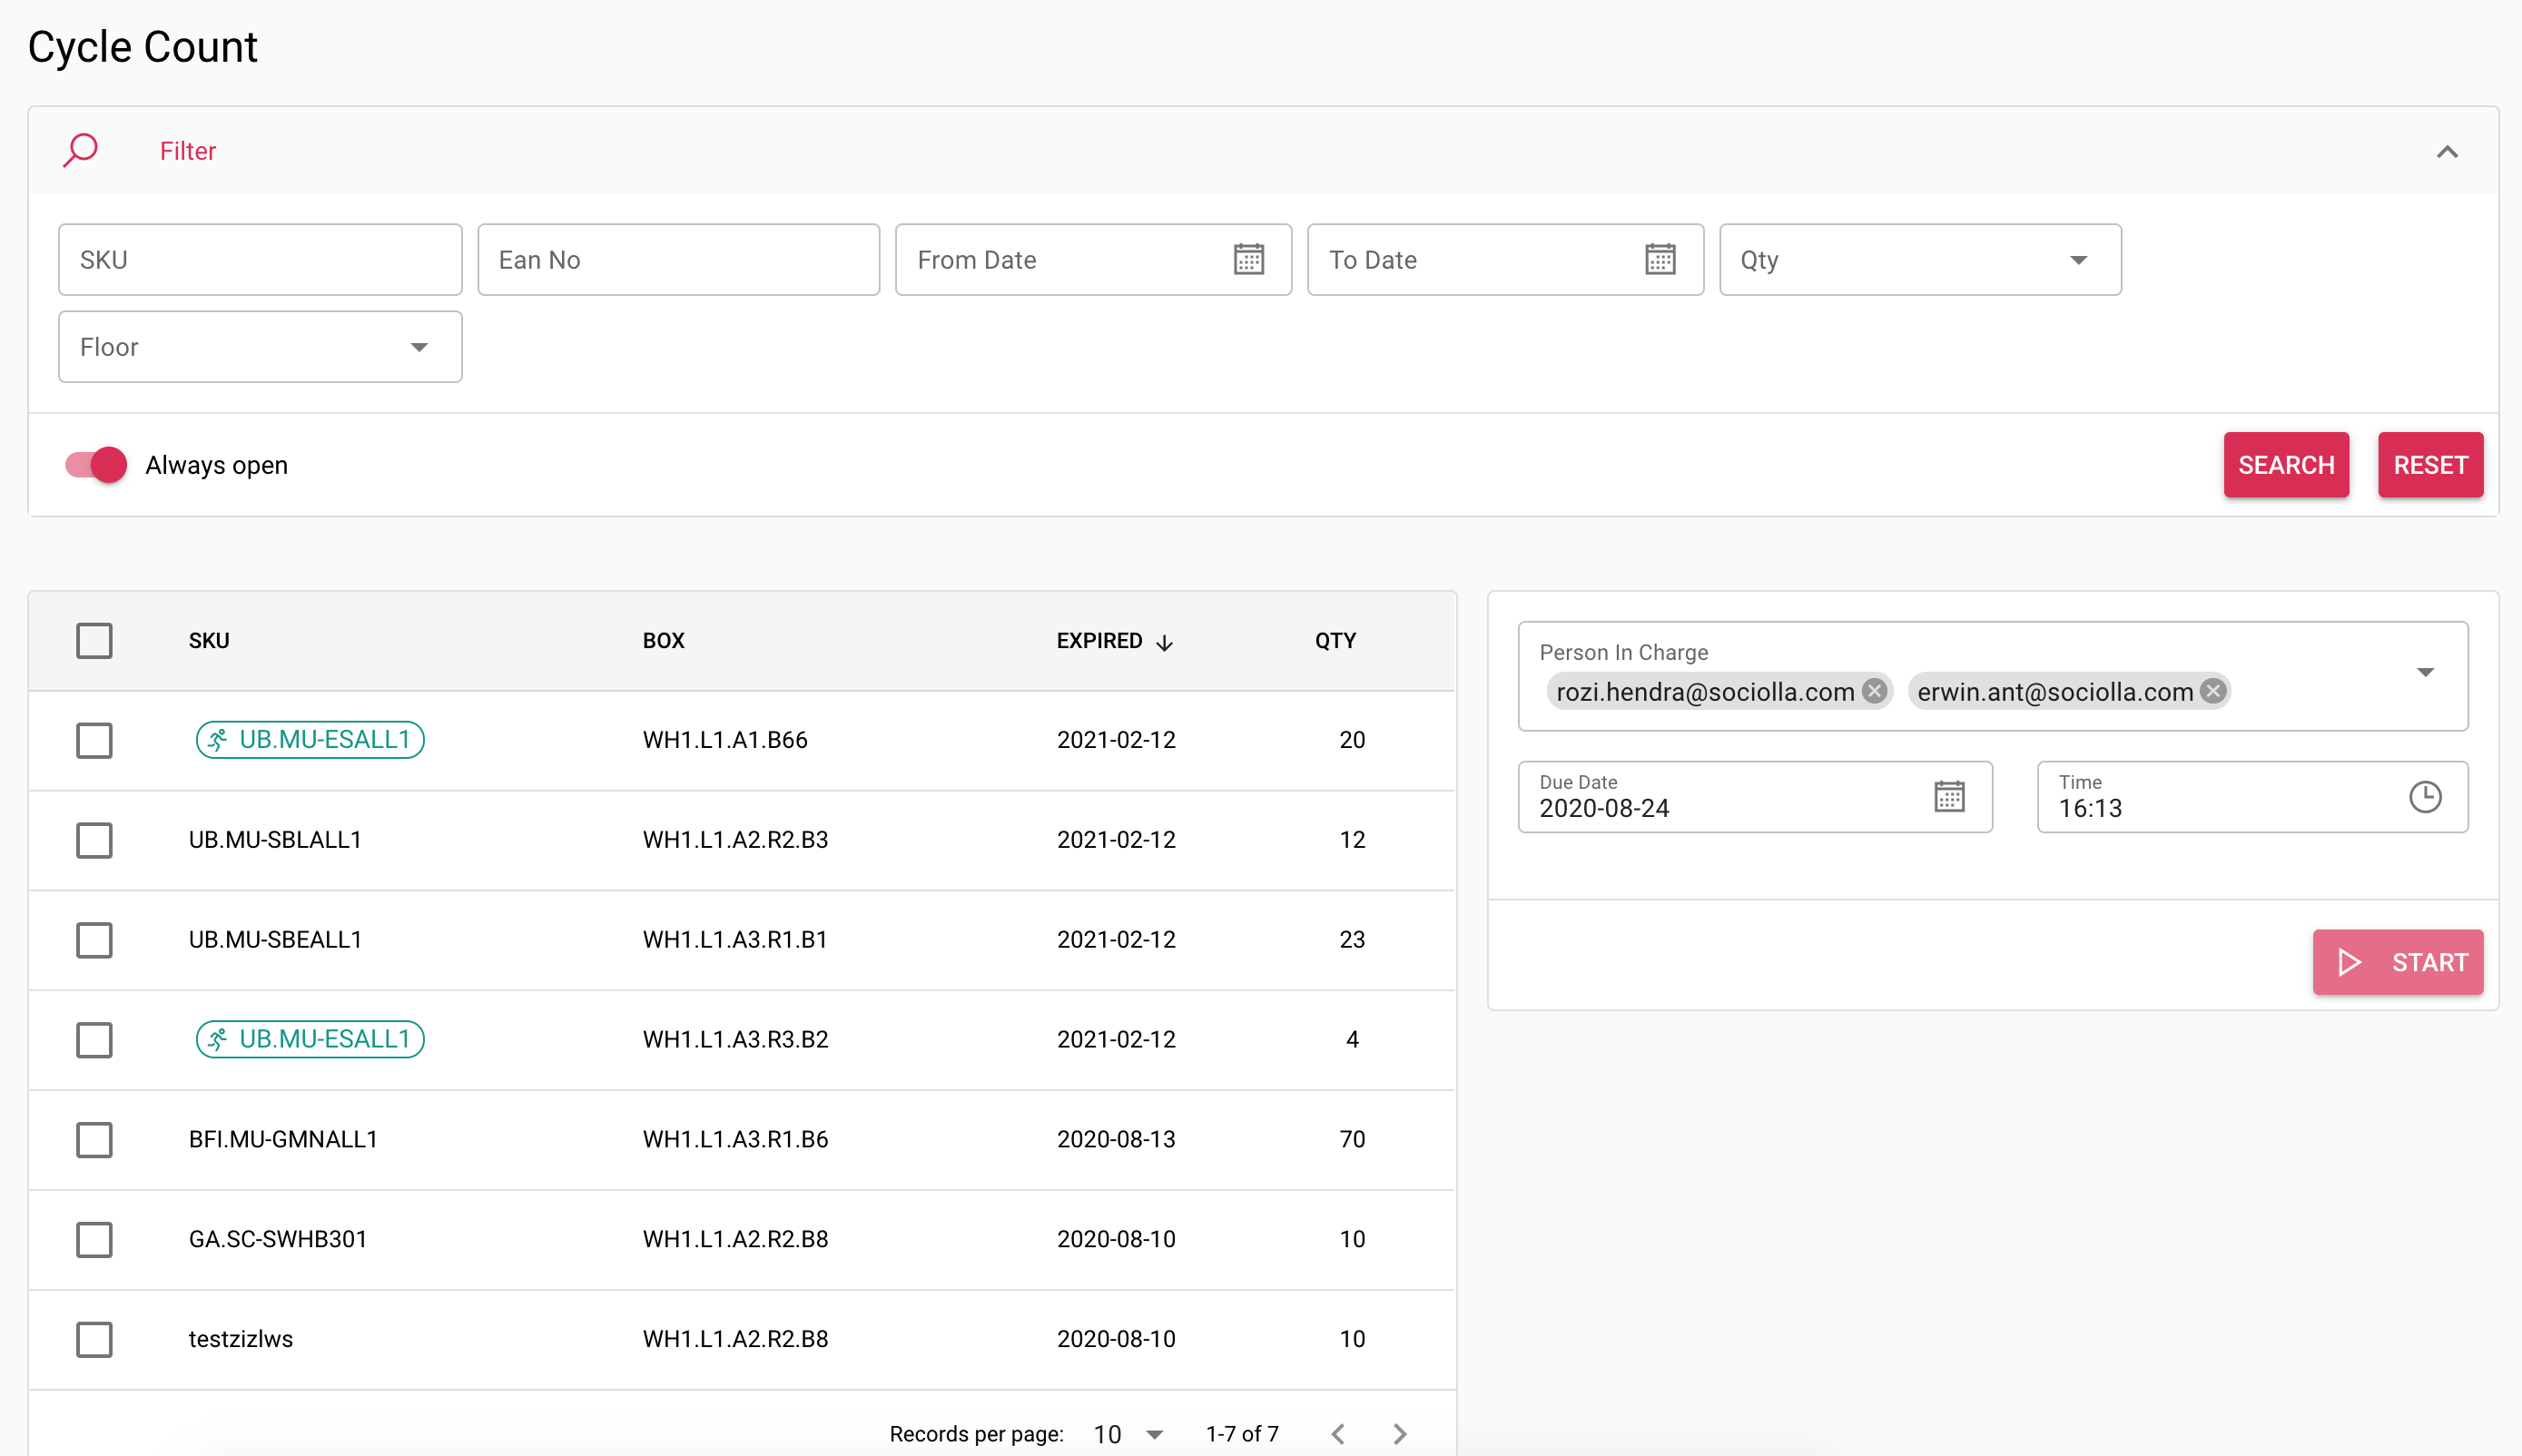 Cycle Count
Filter
SKU Ean No From Date To Date Qty
Floor
Always open SEARCH RESET
SKU BOX EXPIRED QTY
UB.MU-ESALL1 WH1.L1.A1.B66 2021-02-12 20
UB.MU-SBLALL1 WH1.L1.A2.R2.B3 2021-02-12 12
UB.MU-SBEALL1 WH1.L1.A3.R1.B1 2021-02-12 23
UB.MU-ESALL1 WH1.L1.A3.R3.B2 2021-02-12 4
BFI.MU-GMNALL1 WH1.L1.A3.R1.B6 2020-08-13 70
GA.SC-SWHB301 WH1.L1.A2.R2.B8 2020-08-10 10
testzizlws WH1.L1.A2.R2.B8 2020-08-10 10
Records per page: 10 1-7 of 7
Person In Charge
rozi.hendra@sociolla.com erwin.ant@sociolla.com
Due Date Time
2020-08-24 16:13
START